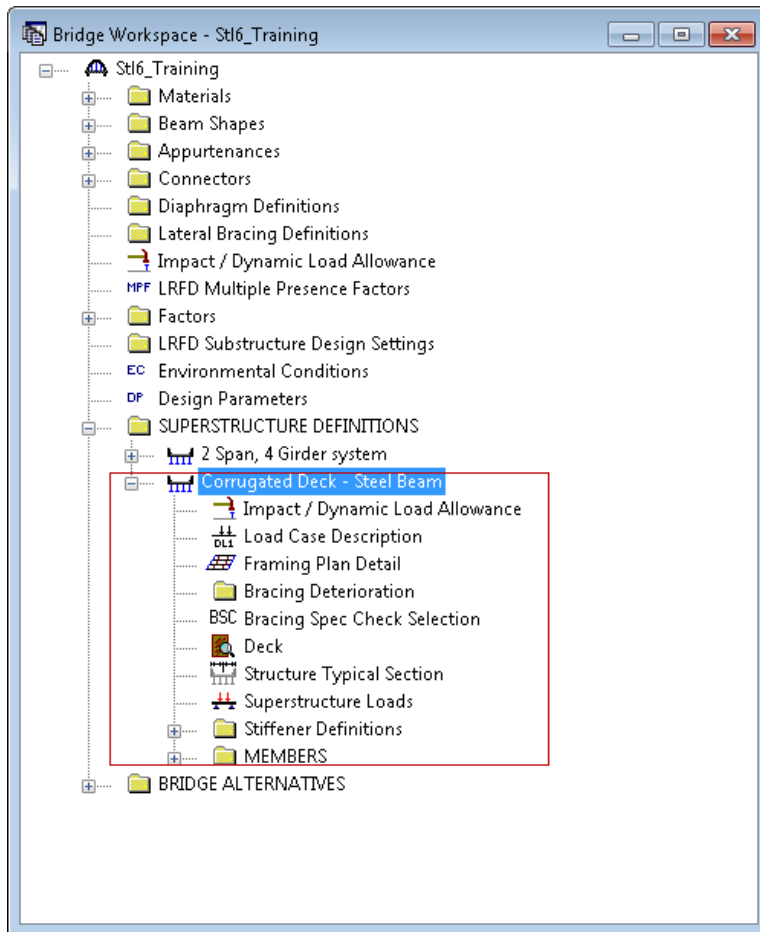 Bridge Workspace - Stl6_Training
Stl6_Training
Materials
Beam Shapes
Appurtenances
Connectors
Diaphragm Definitions
Lateral Bracing Definitions
Impact / Dynamic Load Allowance
MPF LRFD Multiple Presence Factors
Factors
LRFD Substructure Design Settings
EC Environmental Conditions
DP Design Parameters
SUPERSTRUCTURE DEFINITIONS
2 Span, 4 Girder system
Corrugated Deck - Steel Beam
Impact / Dynamic Load Allowance
DL1 Load Case Description
Framing Plan Detail
Bracing Deterioration
BSC Bracing Spec Check Selection
Deck
Structure Typical Section
Superstructure Loads
Stiffener Definitions
MEMBERS
BRIDGE ALTERNATIVES